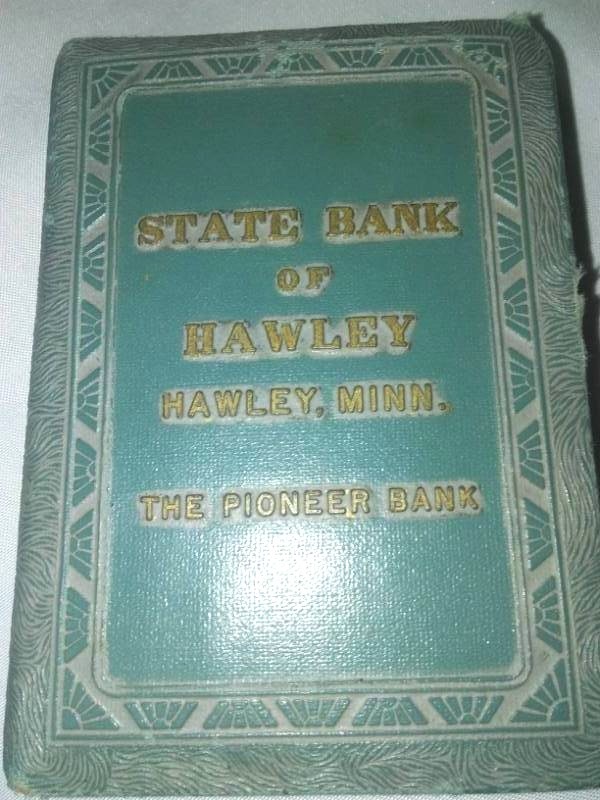 STATE BANK
OF
HAWLEY
HAWLEY, MINN.
THE PIONEER BANK